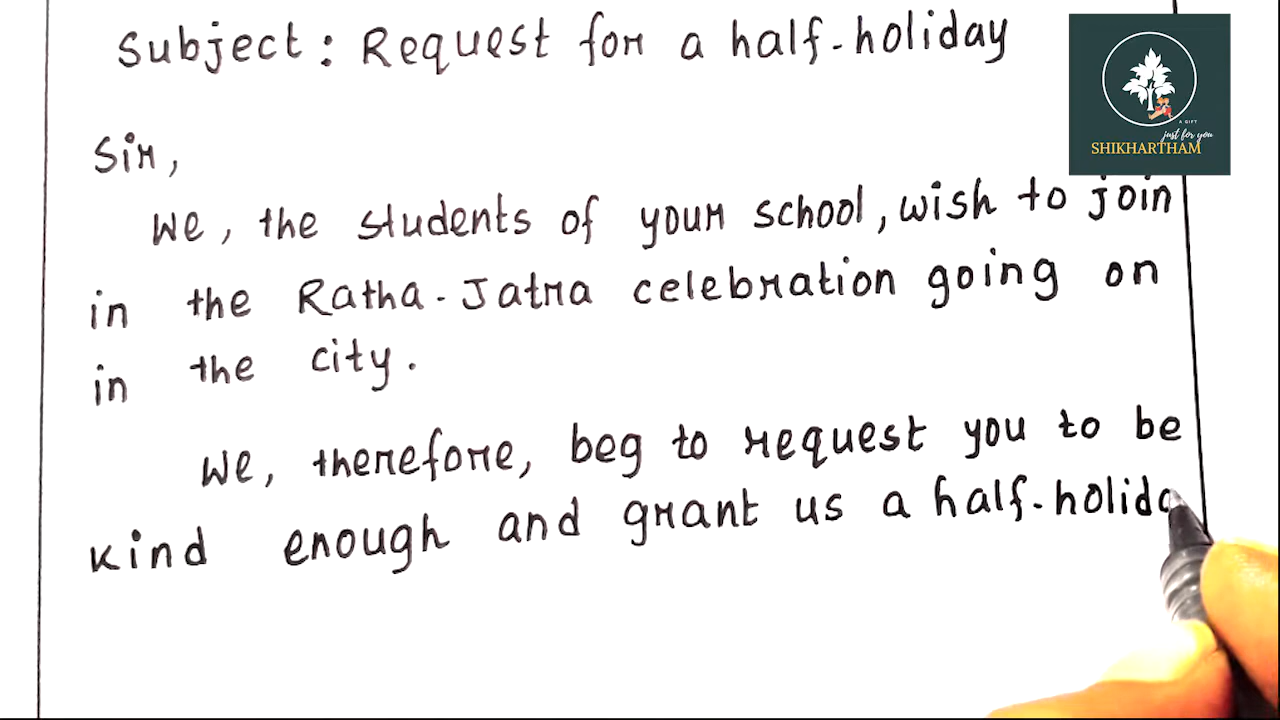 Subject: Request for a half-holiday
A GIFT
just for you
SHIKHARTHAM
Sir,
We, the students of your school, wish to join
in the Ratha-Jatra celebration going on
in the city.
We, therefore, beg to request you to be
kind enough and grant us a half-holida